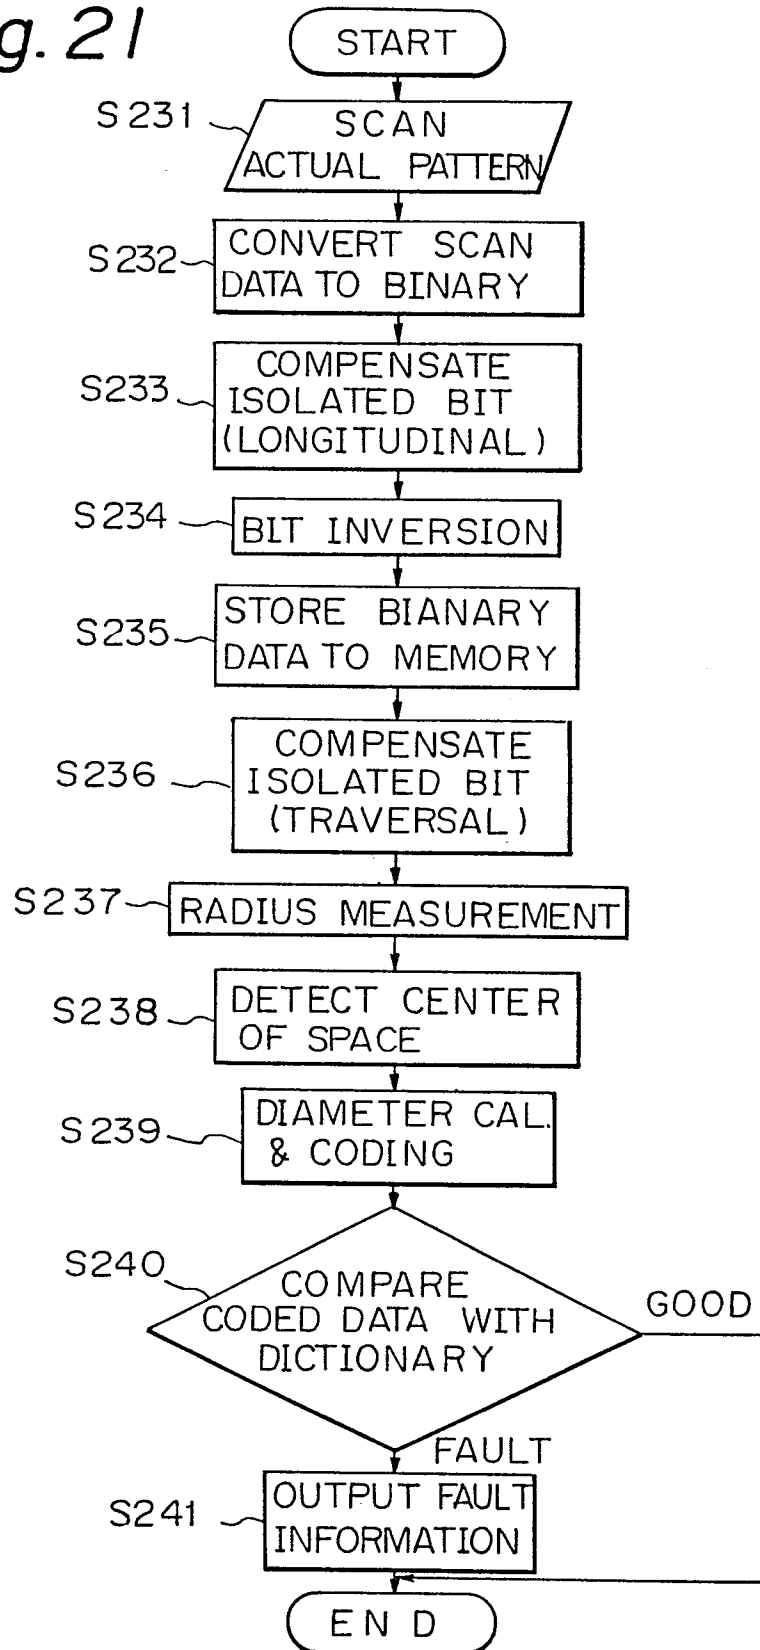 g. 21
START
S231
SCAN
ACTUAL PATTERN
S232
CONVERT SCAN
DATA TO BINARY
S233
COMPENSATE
ISOLATED BIT
(LONGITUDINAL)
S234
BIT INVERSION
S235
STORE BIANARY
DATA TO MEMORY
S236
COMPENSATE
ISOLATED BIT
(TRAVERSAL)
S237
RADIUS MEASUREMENT
S238
DETECT CENTER
OF SPACE
S239
DIAMETER CAL.
& CODING
S240
COMPARE
CODED DATA WITH
DICTIONARY
GOOD
FAULT
S241
OUTPUT FAULT
INFORMATION
END